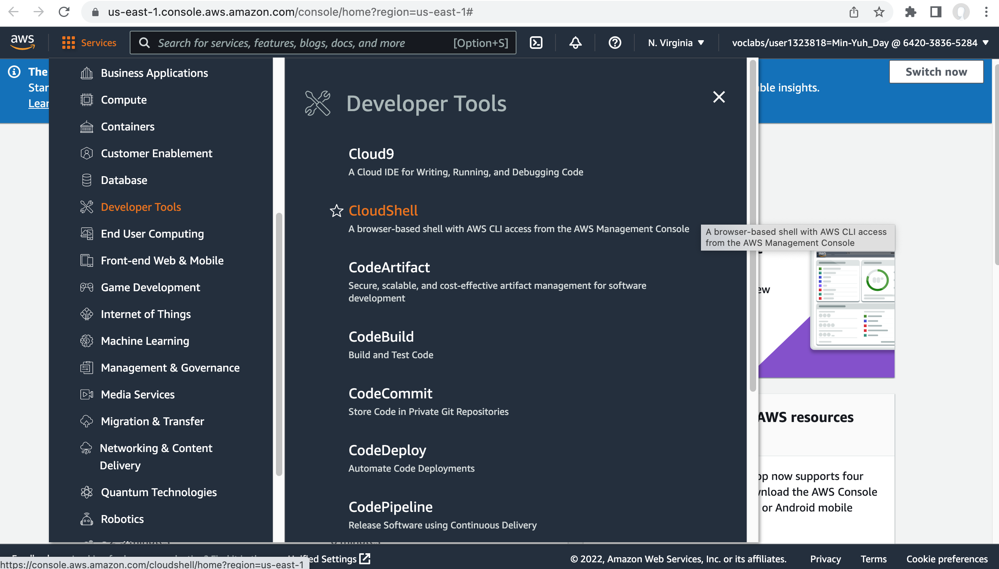 us-east-1.console.aws.amazon.com/console/home?region=us-east-1#
aws
Services
Search for services, features, blogs, docs, and more
[Option+S]
N. Virginia
voclabs/user1323818=Min-Yuh_Day @ 6420-3836-5284
The
Star
Lear
ble insights.
Switch now
Business Applications
Compute
Containers
Customer Enablement
Database
Developer Tools
End User Computing
Front-end Web & Mobile
Game Development
Internet of Things
Machine Learning
Management & Governance
Media Services
Migration & Transfer
Networking & Content
Delivery
Quantum Technologies
Robotics
Developer Tools
Cloud9
A Cloud IDE for Writing, Running, and Debugging Code
CloudShell
A browser-based shell with AWS CLI access from the AWS Management Console
CodeArtifact
Secure, scalable, and cost-effective artifact management for software
development
CodeBuild
Build and Test Code
CodeCommit
Store Code in Private Git Repositories
CodeDeploy
Automate Code Deployments
CodePipeline
Release Software using Continuous Delivery
A browser-based shell with AWS CLI access
from the AWS Management Console
aws
ew
AWS resources
op now supports four
wnload the AWS Console
or Android mobile
fied Settings
© 2022, Amazon Web Services, Inc. or its affiliates.
Privacy
Terms
Cookie preferences
https://console.aws.amazon.com/cloudshell/home?region=us-east-1